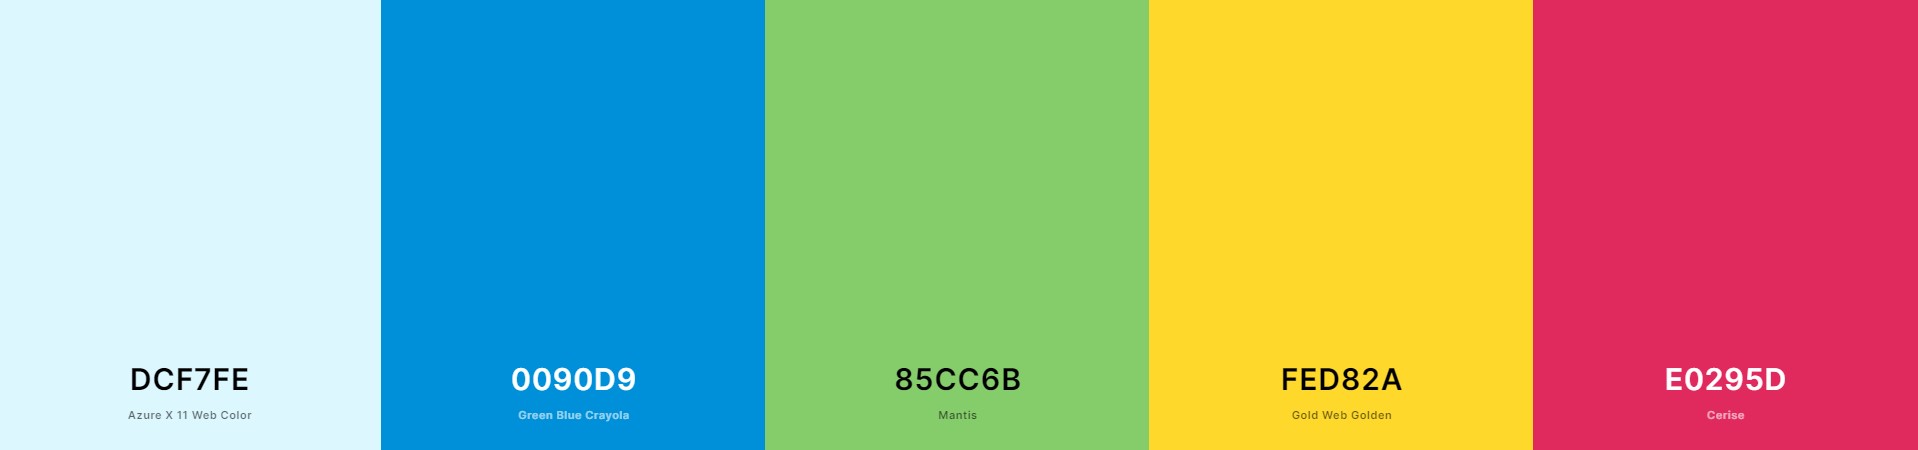 DCF7FE
Azure X 11 Web Color
0090D9
Green Blue Crayola
85CC6B
Mantis
FED82A
Gold Web Golden
E0295D
Cerise